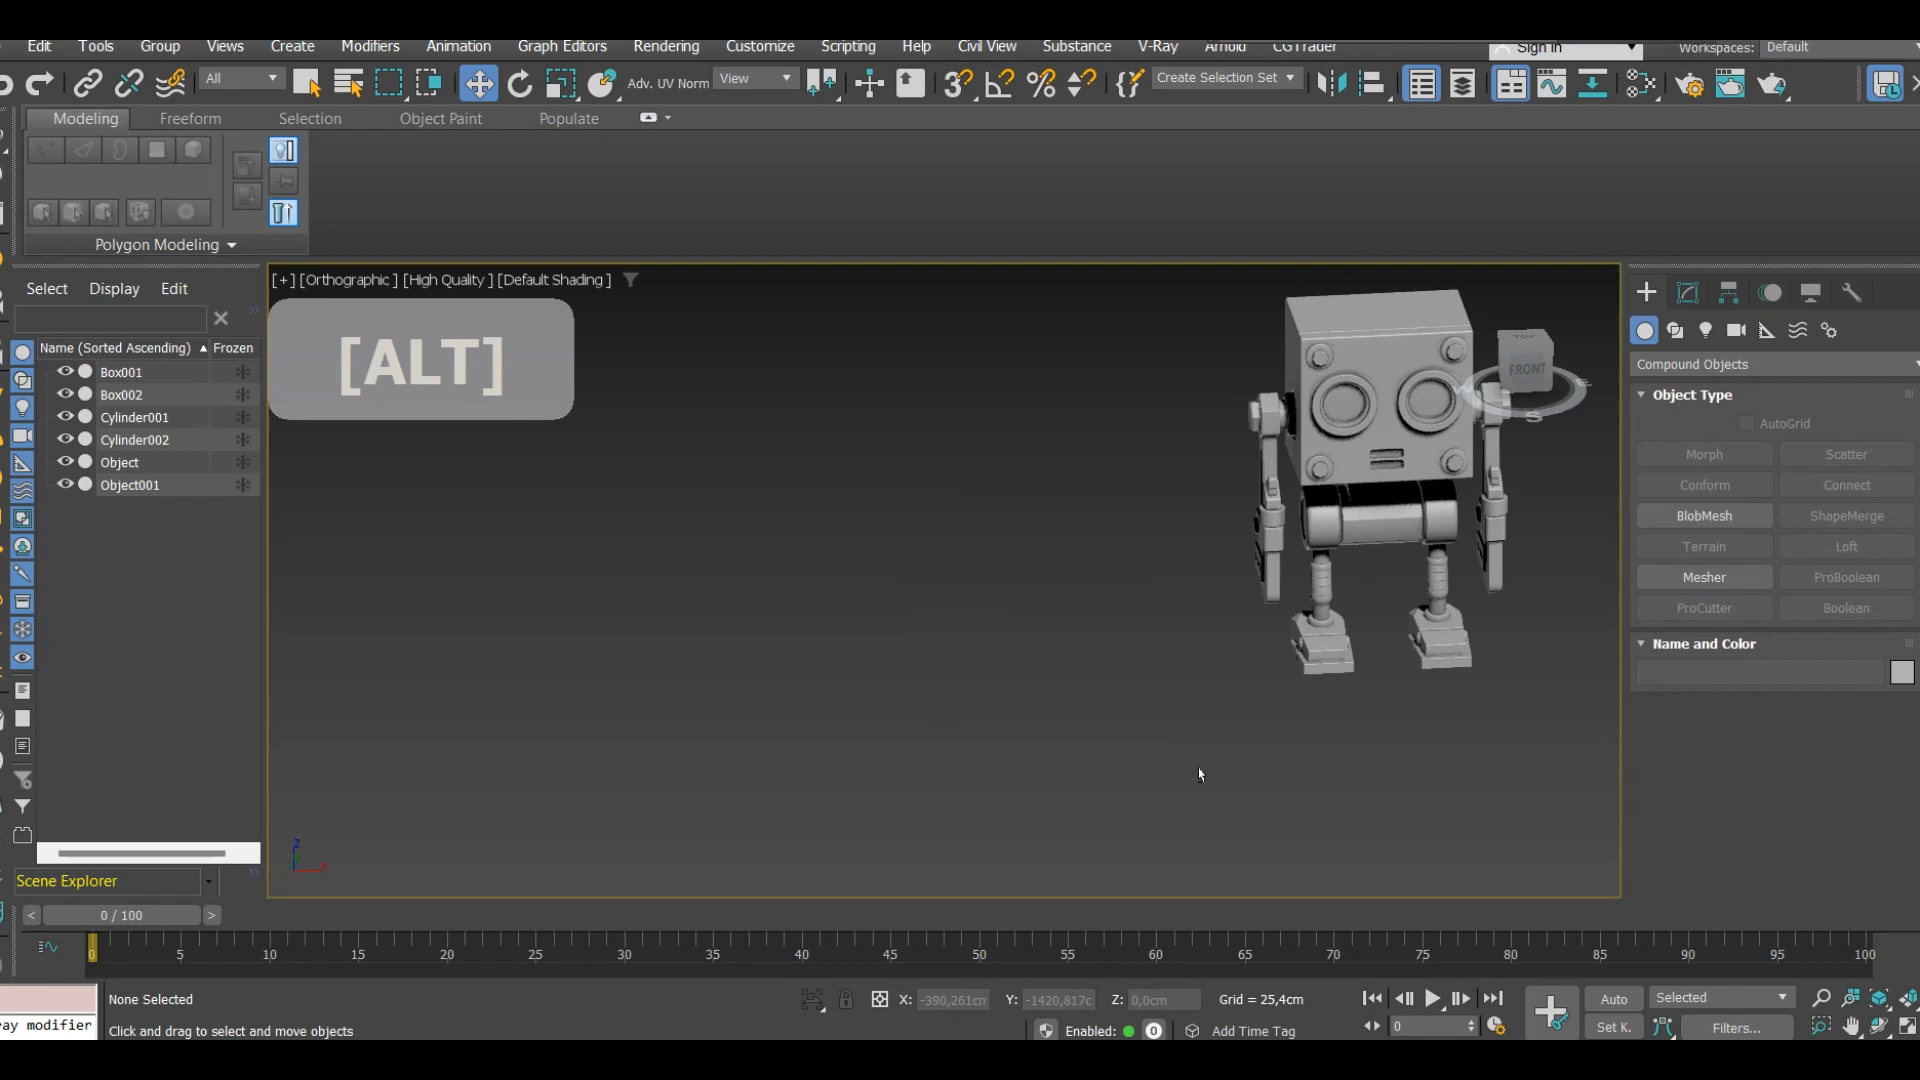 Edit Tools Group Views Create Modifiers Animation Graph Editors Rendering Customize Scripting Help Civil View Substance V-Ray Arnold CGTrader Sign In Workspaces: Default
All Adv. UV Norm View Create Selection Set
Modeling Freeform Selection Object Paint Populate
Polygon Modeling
Select Display Edit
[+] [Orthographic] [High Quality] [Default Shading]
[ALT]
TOP
FRONT
W
E
S
Name (Sorted Ascending) Frozen
Box001
Box002
Cylinder001
Cylinder002
Object
Object001
Compound Objects
Object Type
AutoGrid
Morph Scatter
Conform Connect
BlobMesh ShapeMerge
Terrain Loft
Mesher ProBoolean
ProCutter Boolean
Name and Color
z
x
Scene Explorer
< 0 / 100 >
0 5 10 15 20 25 30 35 40 45 50 55 60 65 70 75 80 85 90 95 100
None Selected X: -390,261cm Y: -1420,817c Z: 0,0cm Grid = 25,4cm Auto Selected
ray modifier Click and drag to select and move objects Enabled: 0 Add Time Tag 0 Set K. Filters...